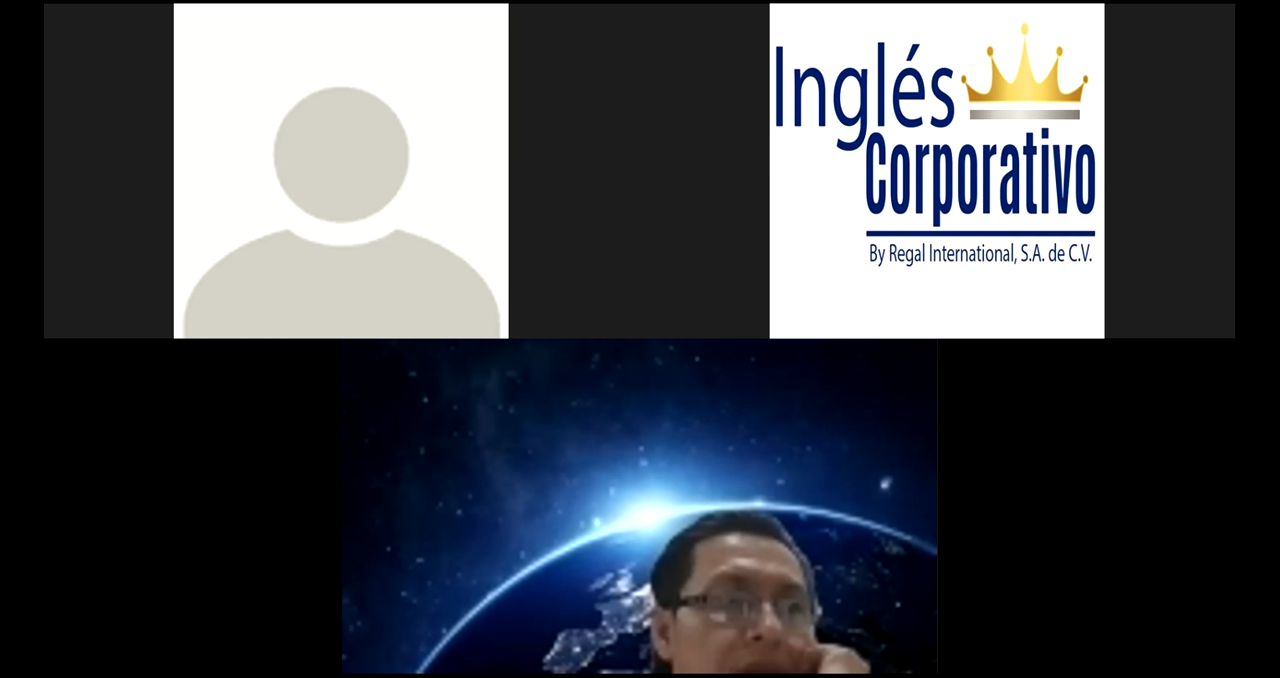 Inglés
Corporativo
By Regal International, S.A. de C.V.